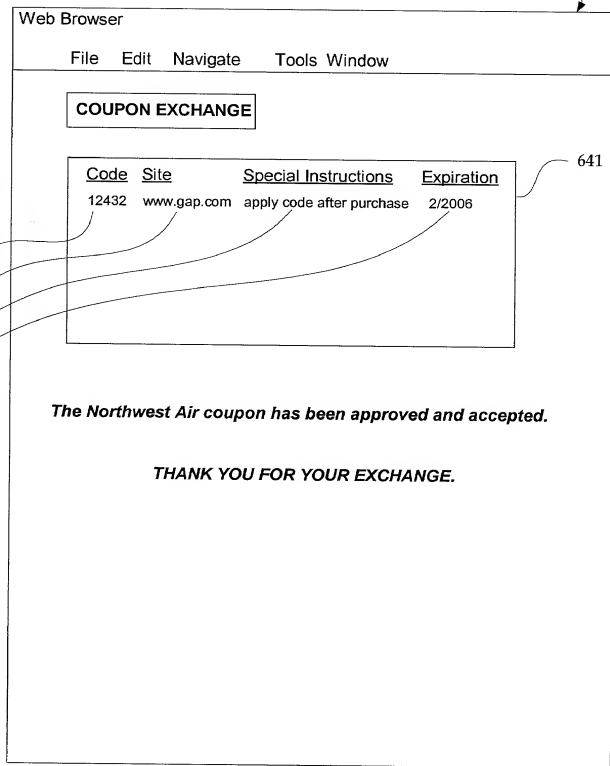 Web Browser
File Edit Navigate Tools Window
COUPON EXCHANGE
641
Code Site Special Instructions Expiration
12432 www.gap.com apply code after purchase 2/2006
The Northwest Air coupon has been approved and accepted.
THANK YOU FOR YOUR EXCHANGE.